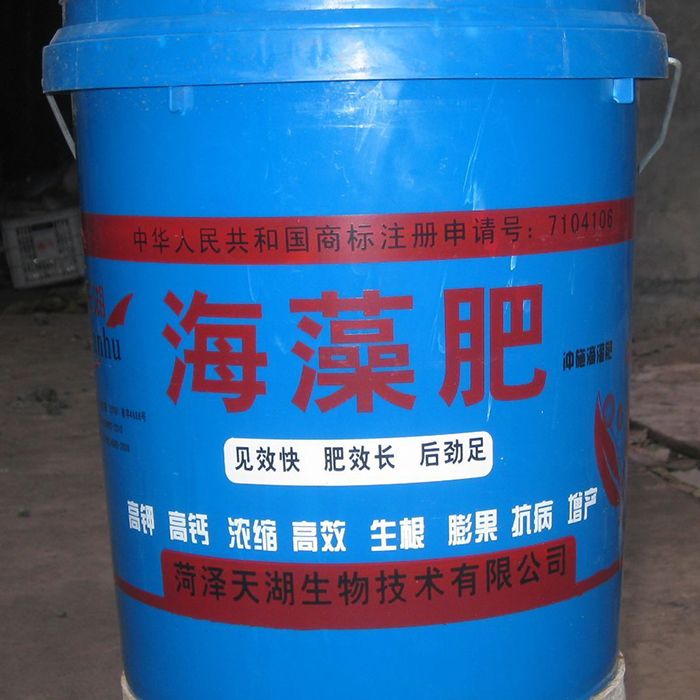 中华人民共和国商标注册申请号：7104106
海藻肥
冲施滴灌肥
见效快 肥效长 后劲足
高钾 高钙 浓缩 高效 生根 膨果 抗病 增产
菏泽天湖生物技术有限公司